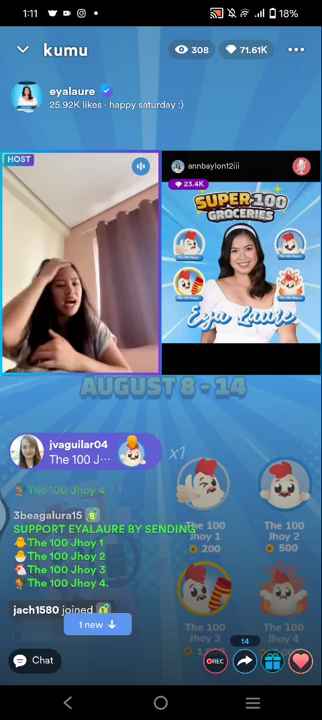 1:11
18%
kumu
308
71.61K
eyalaure
25.92K likes · happy saturday :)
HOST
annbaylon12iii
23.4K
SUPER-100
GROCERIES
Eya Laure
AUGUST 8 - 14
jvaguilar04
The 100 J···
x1
The 100 Jhoy 4.
3beagalura15
SUPPORT EYALAURE BY SENDING
The 100 Jhoy 1
The 100 Jhoy 2
The 100 Jhoy 3
The 100 Jhoy 4.
The 100
Jhoy 1
200
The 100
Jhoy 2
500
The 100
Jhoy 3
The 100
Jhoy 4
jach1580 joined
1 new
Chat
REC
14